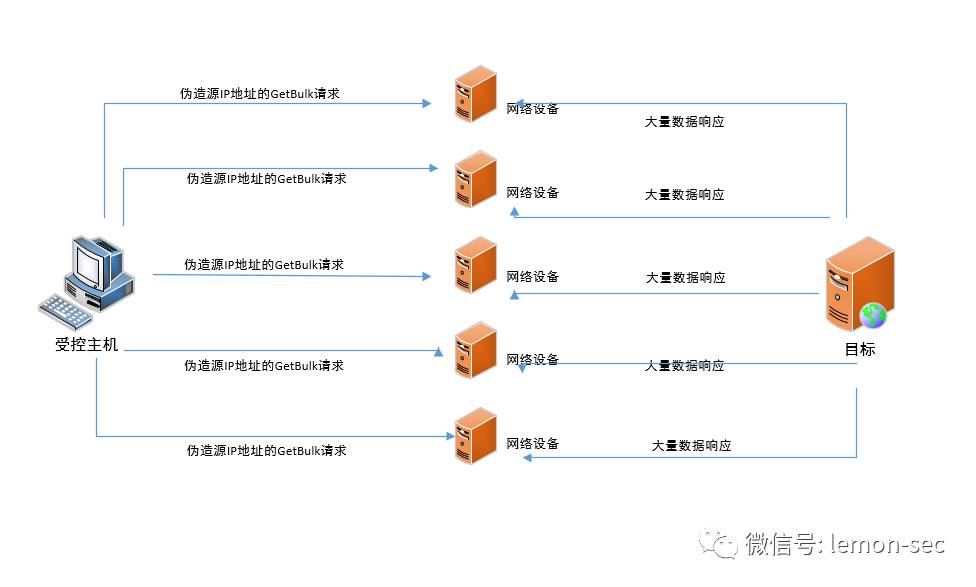 伪造源IP地址的GetBulk请求
网络设备
大量数据响应
伪造源IP地址的GetBulk请求
网络设备
大量数据响应
伪造源IP地址的GetBulk请求
网络设备
大量数据响应
受控主机
目标
伪造源IP地址的GetBulk请求
网络设备
大量数据响应
伪造源IP地址的GetBulk请求
网络设备
大量数据响应
微信号: lemon-sec